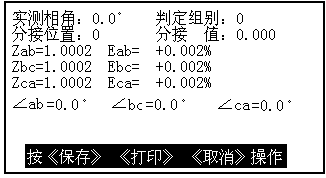 实测相角:0.0° 判定组别:0
分接位置:0 分接 值:0.000
Zab=1.0002 Eab= +0.002%
Zbc=1.0002 Ebc= +0.002%
Zca=1.0002 Eca= +0.002%
∠ab=0.0° ∠bc=0.0° ∠ca=0.0°
按《保存》 《打印》 《取消》操作